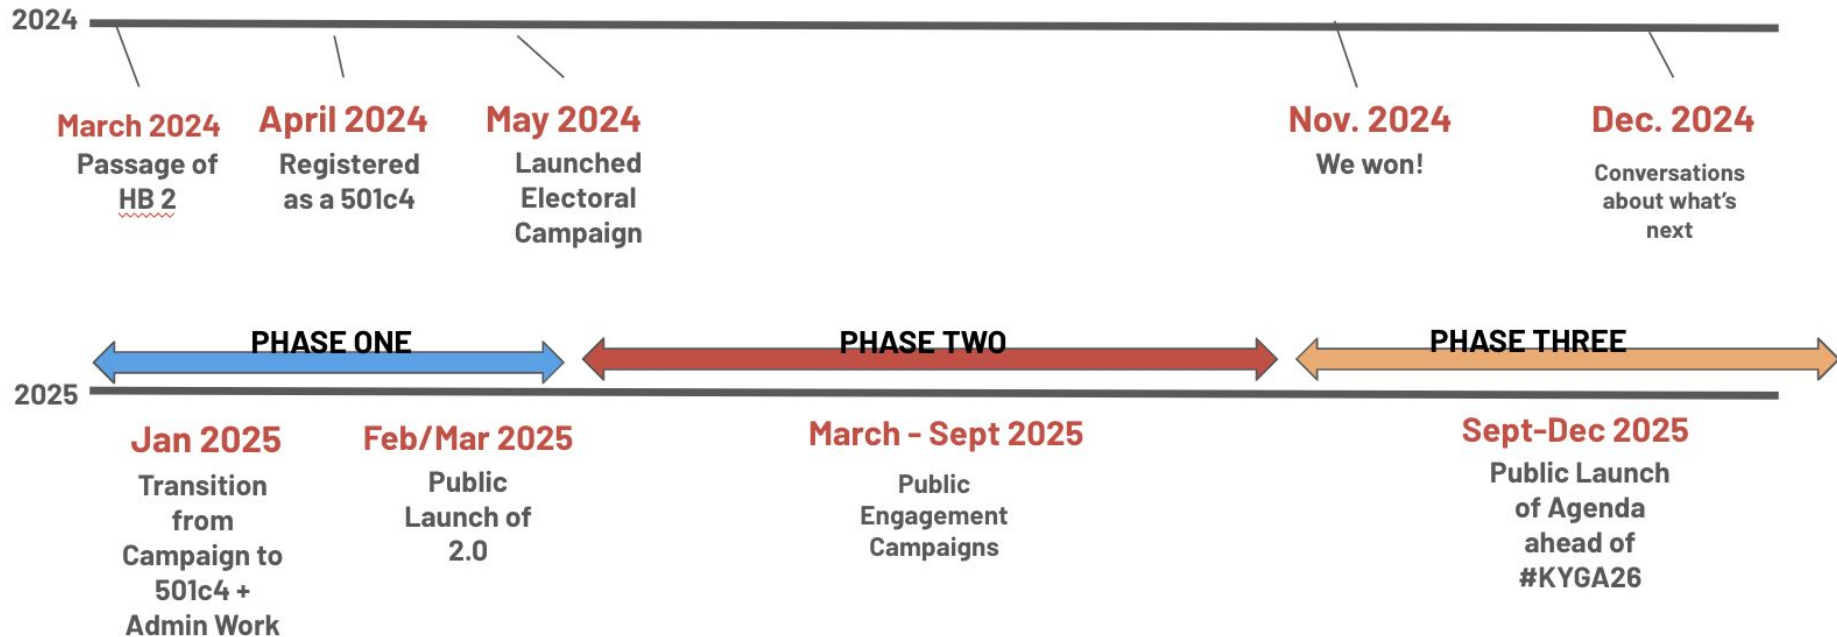 2024
March 2024
Passage of
HB 2
April 2024
Registered
as a 501c4
May 2024
Launched
Electoral
Campaign
Nov. 2024
We won!
Dec. 2024
Conversations
about what's
next
PHASE ONE
PHASE TWO
PHASE THREE
2025
Jan 2025
Transition
from
Campaign to
501c4 +
Admin Work
Feb/Mar 2025
Public
Launch of
2.0
March - Sept 2025
Public
Engagement
Campaigns
Sept-Dec 2025
Public Launch
of Agenda
ahead of
#KYGA26